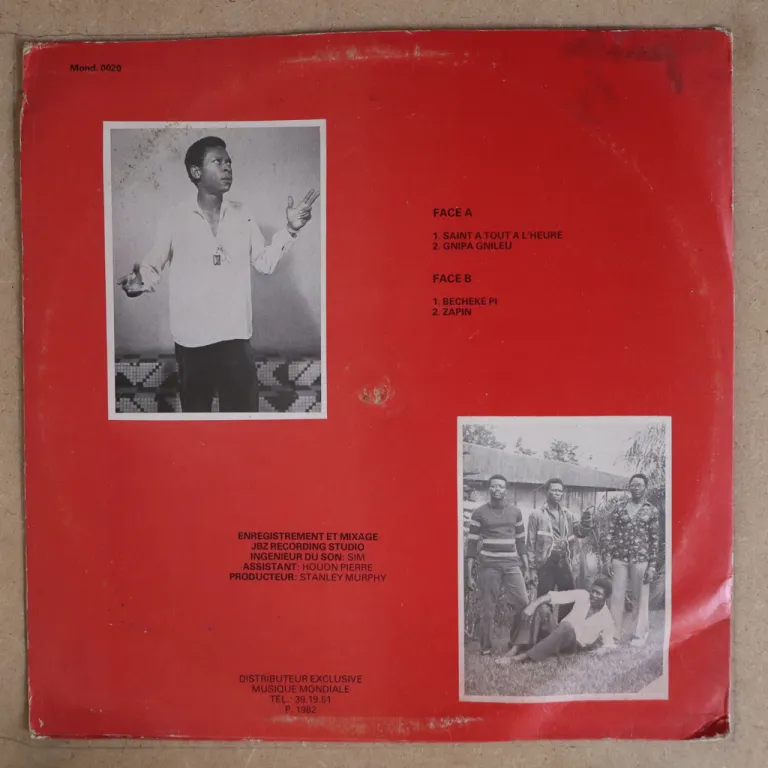 Mond. 0020
FACE A
1. SAINT A TOUT A L'HEURE
2. GNIPA GNILEU
FACE B
1. BECHEKE PI
2. ZAPIN
ENREGISTREMENT ET MIXAGE
JBZ RECORDING STUDIO
INGENIEUR DU SON: SIM
ASSISTANT: HOUON PIERRE
PRODUCTEUR: STANLEY MURPHY
DISTRIBUTEUR EXCLUSIVE
MUSIQUE MONDIALE
TEL.: 39.19.51
P. 1982